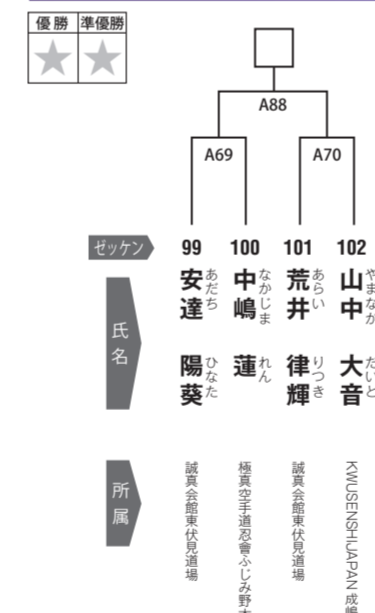 優勝 準優勝
A88
A69 A70
ゼッケン 99 100 101 102
氏名
安達 陽葵
あだち ひなた
中嶋 蓮
なかじま れん
荒井 律輝
あらい りつき
山中 大音
やまなか だいと
所属
誠真会館東伏見道場
極真空手道忍會ふじみ野本
誠真会館東伏見道場
KWUSENSHIJAPAN 成嶋